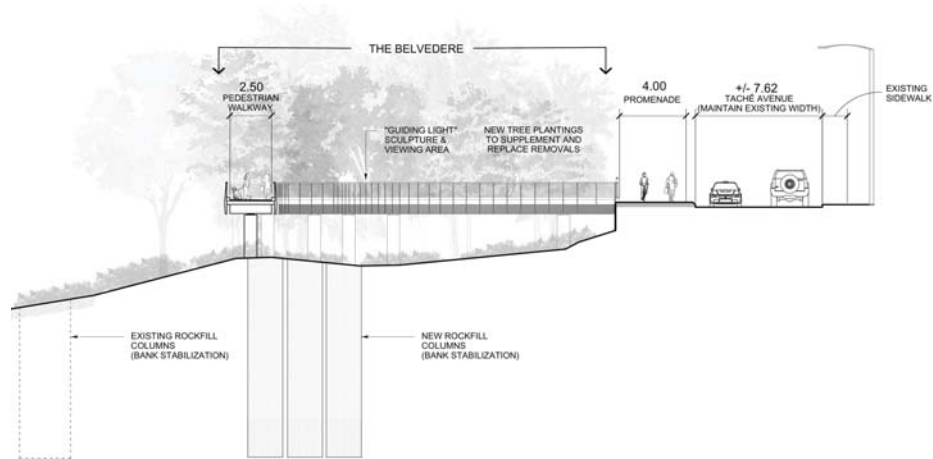 THE BELVEDERE
2.50
PEDESTRIAN
WALKWAY
"GUIDING LIGHT"
SCULPTURE &
VIEWING AREA
NEW TREE PLANTINGS
TO SUPPLEMENT AND
REPLACE REMOVALS
4.00
PROMENADE
+/- 7.62
TACHÉ AVENUE
(MAINTAIN EXISTING WIDTH)
EXISTING
SIDEWALK
EXISTING ROCKFILL
COLUMNS
(BANK STABILIZATION)
NEW ROCKFILL
COLUMNS
(BANK STABILIZATION)